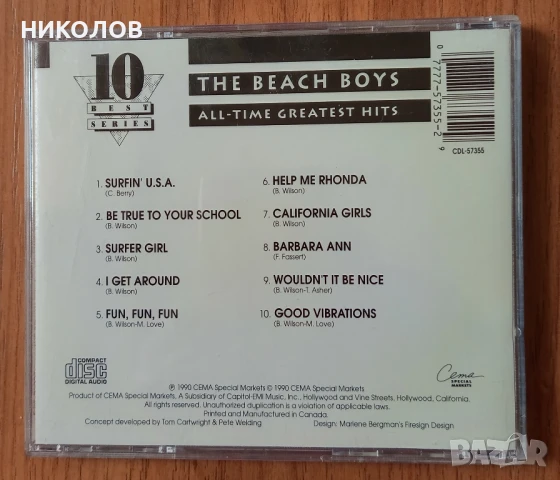 НИКОЛОВ
10
BEST
SERIES
THE BEACH BOYS
ALL-TIME GREATEST HITS
0 7777-57355-2 9
CDL-57355
1. SURFIN' U.S.A.
(C. Berry)
2. BE TRUE TO YOUR SCHOOL
(B. Wilson)
3. SURFER GIRL
(B. Wilson)
4. I GET AROUND
(B. Wilson)
5. FUN, FUN, FUN
(B. Wilson-M. Love)
6. HELP ME RHONDA
(B. Wilson)
7. CALIFORNIA GIRLS
(B. Wilson)
8. BARBARA ANN
(F. Fassert)
9. WOULDN'T IT BE NICE
(B. Wilson-T. Asher)
10. GOOD VIBRATIONS
(B. Wilson-M. Love)
COMPACT
disc
DIGITAL AUDIO
Cema
SPECIAL
MARKETS
℗ 1990 CEMA Special Markets © 1990 CEMA Special Markets
Product of CEMA Special Markets, A Subsidiary of Capitol-EMI Music, Inc., Hollywood and Vine Streets, Hollywood, California.
All rights reserved. Unauthorized duplication is a violation of applicable laws.
Printed and Manufactured in Canada.
Concept developed by Tom Cartwright & Pete Welding
Design: Marlene Bergman's Firesign Design
BAZAR